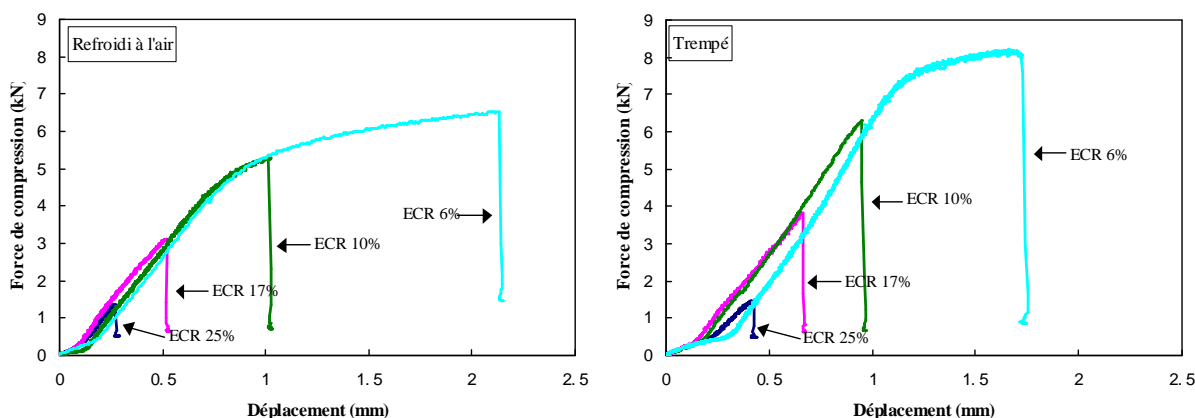 Refroidi à l'air
Force de compression (kN)
9
8
7
6
5
4
3
2
1
0
ECR 6%
ECR 10%
ECR 17%
ECR 25%
0
0.5
1
1.5
2
2.5
Déplacement (mm)
Trempé
Force de compression (kN)
9
8
7
6
5
4
3
2
1
0
ECR 6%
ECR 10%
ECR 17%
ECR 25%
0
0.5
1
1.5
2
2.5
Déplacement (mm)